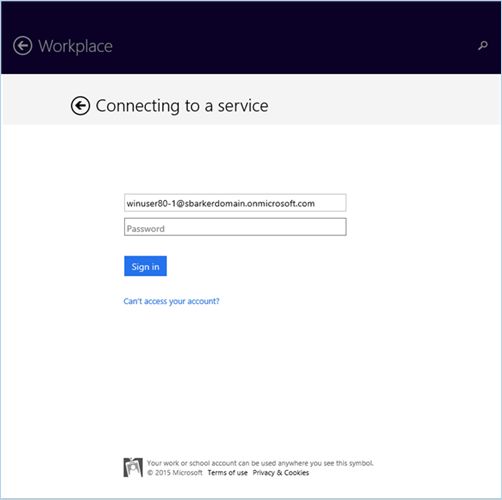 Workplace
Connecting to a service
winuser80-1@sbarkerdomain.onmicrosoft.com
Password
Sign in
Can't access your account?
Your work or school account can be used anywhere you see this symbol.
© 2015 Microsoft Terms of use Privacy & Cookies